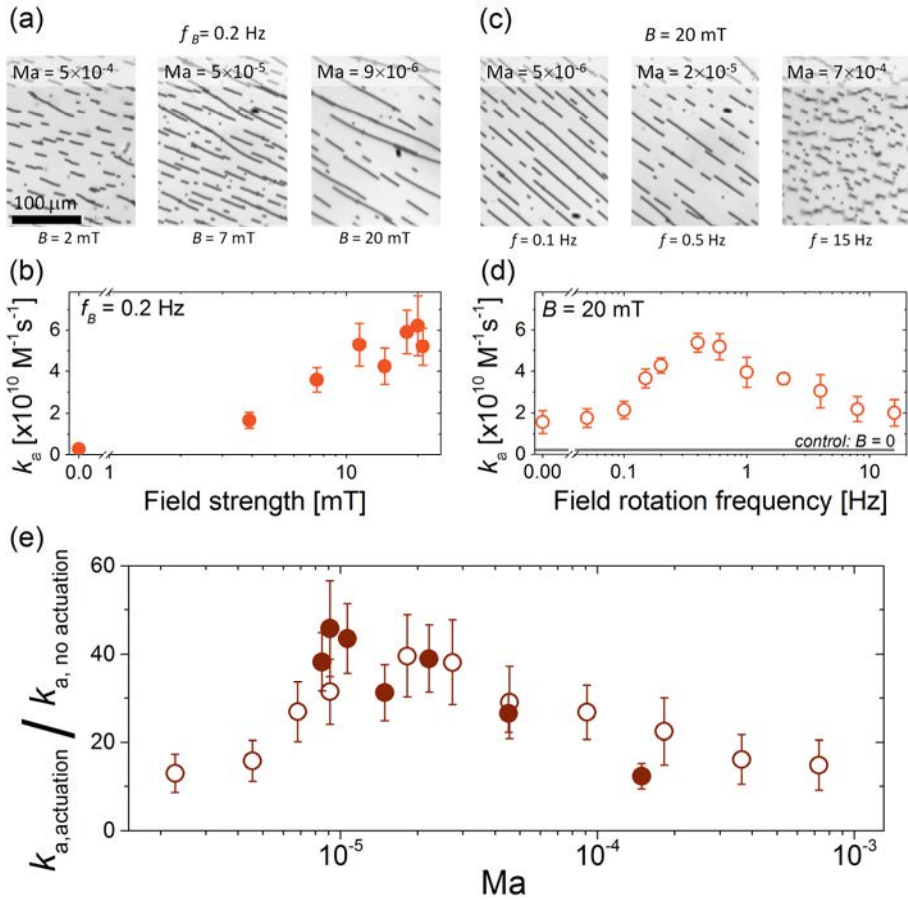 (a)
f_B = 0.2 Hz
Ma = 5×10⁻⁴ Ma = 5×10⁻⁵ Ma = 9×10⁻⁶
100 μm
B = 2 mT B = 7 mT B = 20 mT
(c)
B = 20 mT
Ma = 5×10⁻⁶ Ma = 2×10⁻⁵ Ma = 7×10⁻⁴
f = 0.1 Hz f = 0.5 Hz f = 15 Hz
(b)
f_B = 0.2 Hz
k_a [x10¹⁰ M⁻¹s⁻¹]
6
4
2
0
0.0 1 10
Field strength [mT]
(d)
B = 20 mT
k_a [x10¹⁰ M⁻¹s⁻¹]
6
4
2
0
control: B = 0
0.00 0.1 1 10
Field rotation frequency [Hz]
(e)
k_a,actuation / k_a, no actuation
60
40
20
0
10⁻⁵ 10⁻⁴ 10⁻³
Ma